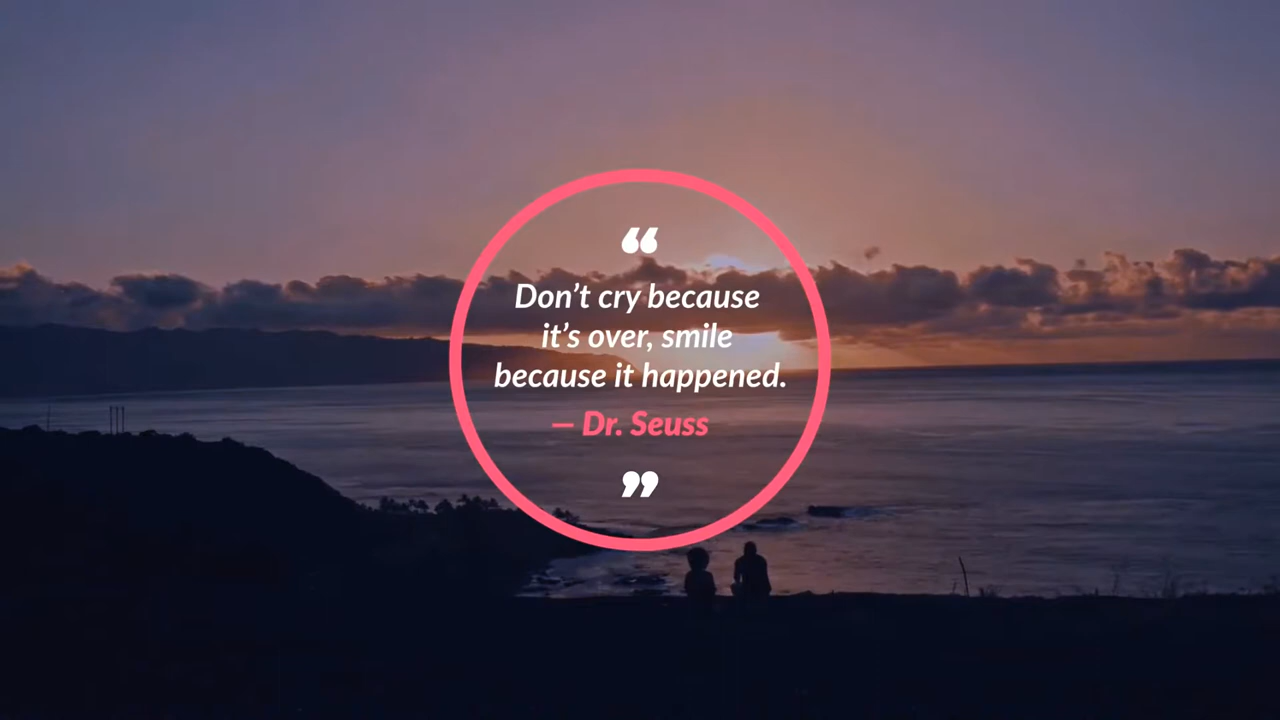 “
Don’t cry because
it’s over, smile
because it happened.
— Dr. Seuss
”